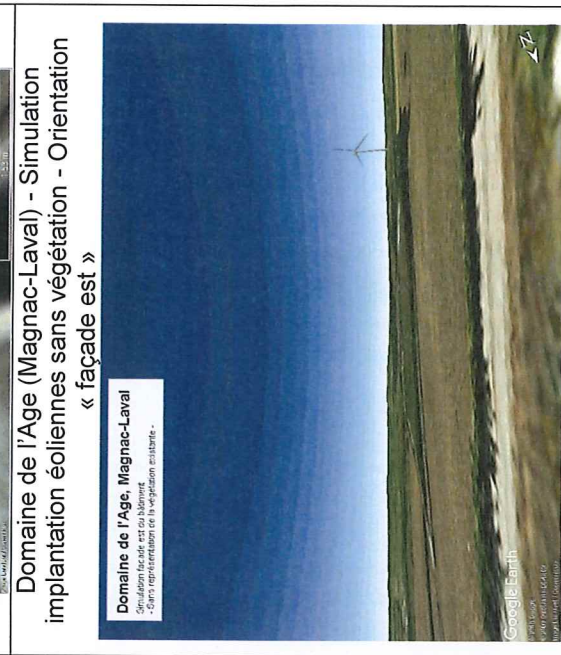 Domaine de l'Age (Magnac-Laval) - Simulation
implantation éoliennes sans végétation - Orientation
« façade est »
Domaine de l'Age, Magnac-Laval
Simulation façade est du bâtiment
- Sans représentation de la végétation existante -
Google Earth
N